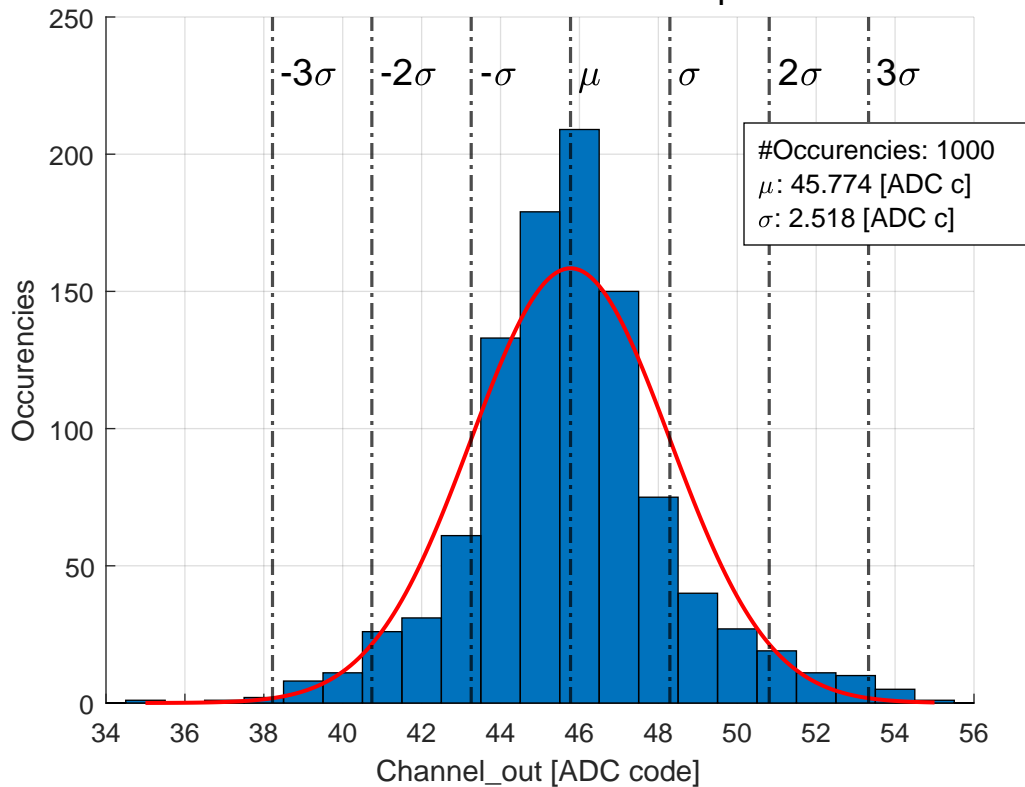 250
200
150
100
50
0
Occurencies
-3σ -2σ -σ μ σ 2σ 3σ
#Occurencies: 1000
μ: 45.774 [ADC c]
σ: 2.518 [ADC c]
34 36 38 40 42 44 46 48 50 52 54 56
Channel_out [ADC code]